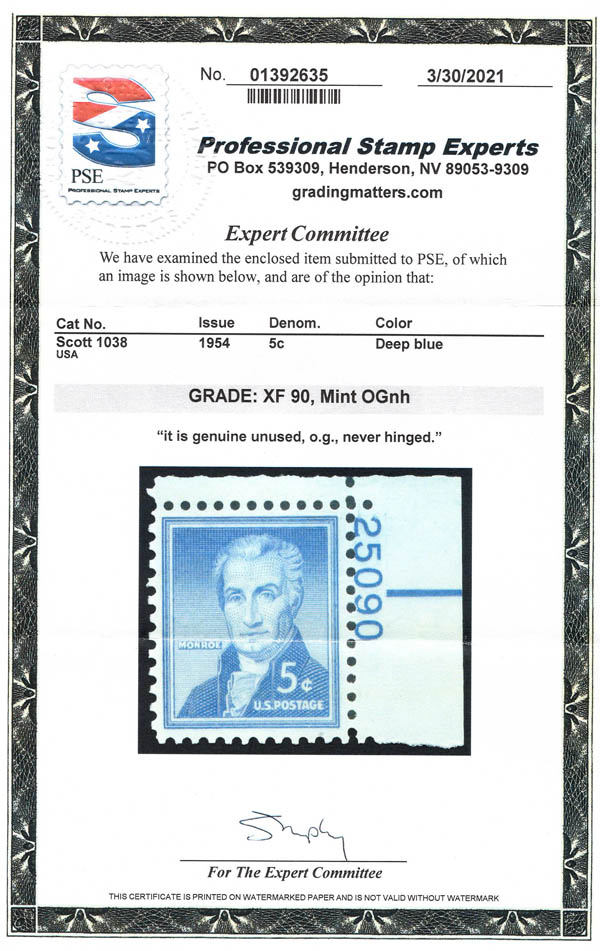 No. 01392635 3/30/2021
PSE
PROFESSIONAL STAMP EXPERTS
Professional Stamp Experts
PO Box 539309, Henderson, NV 89053-9309
gradingmatters.com
Expert Committee
We have examined the enclosed item submitted to PSE, of which
an image is shown below, and are of the opinion that:
Cat No. Issue Denom. Color
Scott 1038 1954 5c Deep blue
USA
GRADE: XF 90, Mint OGnh
“it is genuine unused, o.g., never hinged.”
25090
MONROE
5¢
U.S. POSTAGE
For The Expert Committee
THIS CERTIFICATE IS PRINTED ON WATERMARKED PAPER AND IS NOT VALID WITHOUT WATERMARK